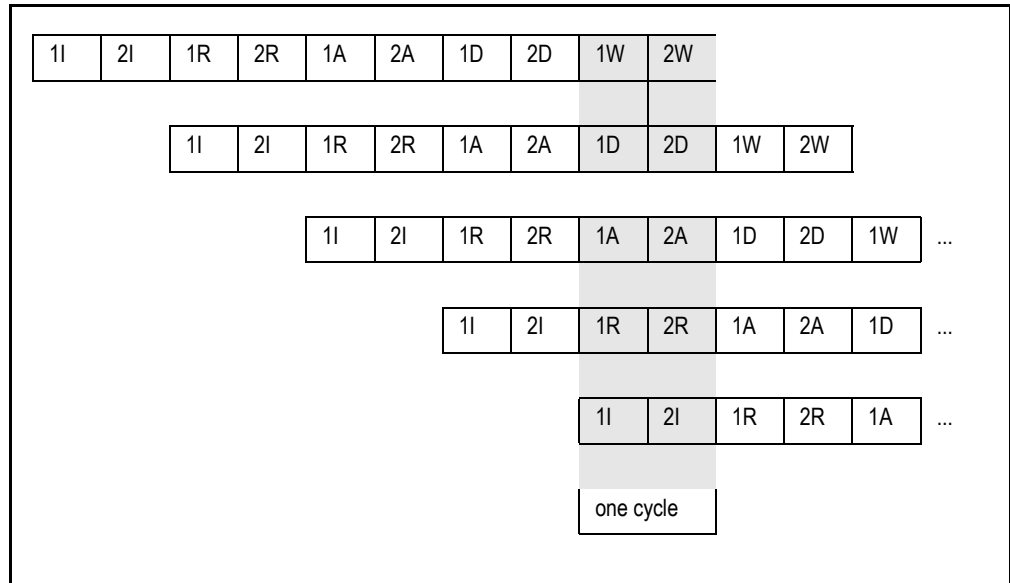 1I 2I 1R 2R 1A 2A 1D 2D 1W 2W
1I 2I 1R 2R 1A 2A 1D 2D 1W 2W
1I 2I 1R 2R 1A 2A 1D 2D 1W ...
1I 2I 1R 2R 1A 2A 1D ...
1I 2I 1R 2R 1A ...
one cycle